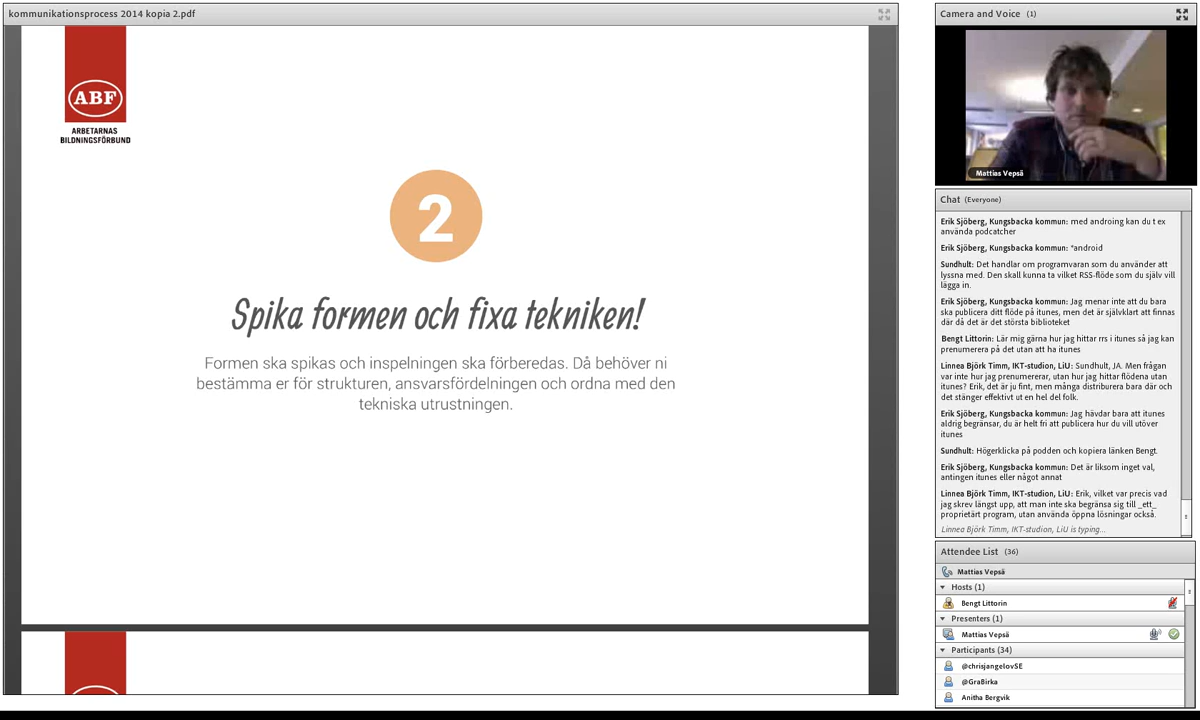 kommunikationsprocess 2014 kopia 2.pdf
ABF
ARBETARNAS
BILDNINGSFÖRBUND
2
Spika formen och fixa tekniken!
Formen ska spikas och inspelningen ska förberedas. Då behöver ni
bestämma er för strukturen, ansvarsfördelningen och ordna med den
tekniska utrustningen.
Camera and Voice (1)
Mattias Vepsä
Chat (Everyone)
Erik Sjöberg, Kungsbacka kommun: med androing kan du t ex
använda podcatcher
Erik Sjöberg, Kungsbacka kommun: *android
Sundhult: Det handlar om programvaran som du använder att
lyssna med. Den skall kunna ta vilket RSS-flöde som du själv vill
lägga in.
Erik Sjöberg, Kungsbacka kommun: Jag menar inte att du bara
ska publicera ditt flöde på itunes, men det är självklart att finnas
där då det är det största biblioteket
Bengt Littorin: Lär mig gärna hur jag hittar rrs i itunes så jag kan
prenumerera på det utan att ha itunes
Linnea Björk Timm, IKT-studion, LiU: Sundhult, JA. Men frågan
var inte hur jag prenumererar, utan hur jag hittar flödena utan
itunes? Erik, det är ju fint, men många distribuerar bara där och
det stänger effektivt ut en hel del folk.
Erik Sjöberg, Kungsbacka kommun: Jag hävdar bara att itunes
aldrig begränsar, du är helt fri att publicera hur du vill utöver
itunes
Sundhult: Högerklicka på podden och kopiera länken Bengt.
Erik Sjöberg, Kungsbacka kommun: Det är liksom inget val,
antingen itunes eller något annat
Linnea Björk Timm, IKT-studion, LiU: Erik, vilket var precis vad
jag skrev längst upp, att man inte ska begränsa sig till _ett_
proprietärt program, utan använda öppna lösningar också.
Linnea Björk Timm, IKT-studion, LiU is typing...
Attendee List (36)
Mattias Vepsä
Hosts (1)
Bengt Littorin
Presenters (1)
Mattias Vepsä
Participants (34)
@chrisjangelovSE
@GraBirka
Anitha Bergvik